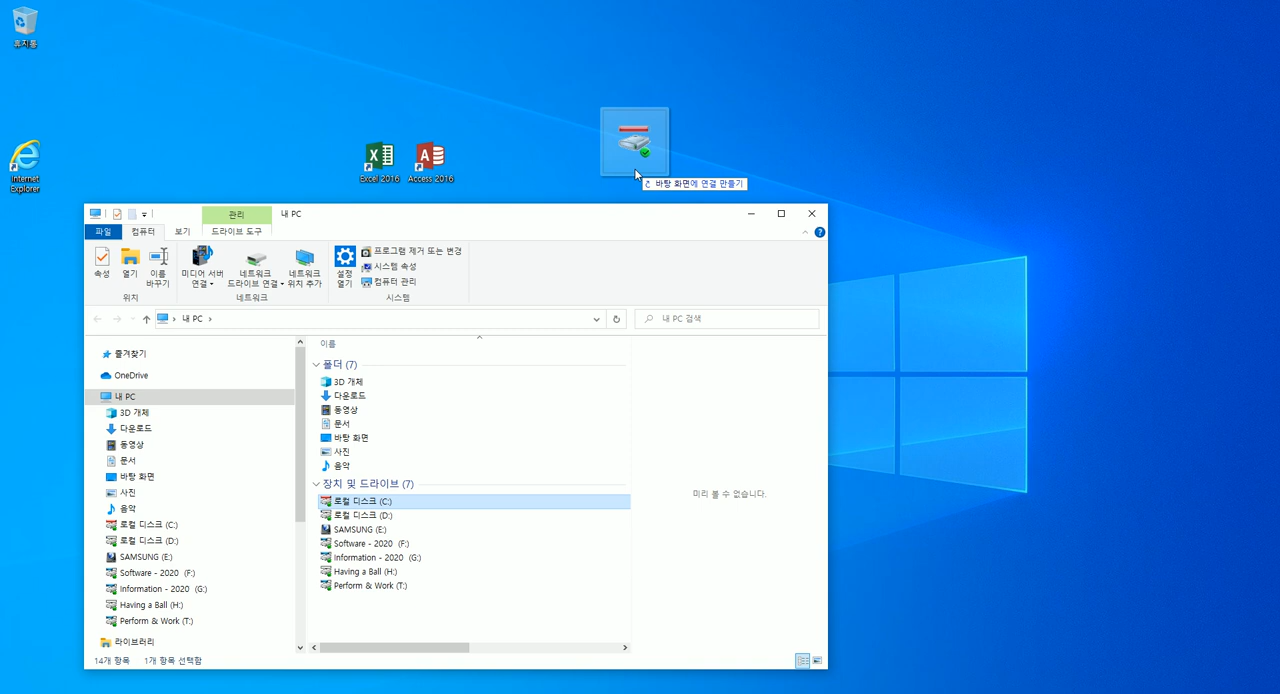 휴지통
Internet
Explorer
Excel 2016
Access 2016
바탕 화면에 연결 만들기
관리
내 PC
파일
컴퓨터
보기
드라이브 도구
속성
열기
이름
바꾸기
위치
미디어 서버
연결
네트워크
드라이브 연결
네트워크
위치 추가
네트워크
설정
열기
프로그램 제거 또는 변경
시스템 속성
컴퓨터 관리
시스템
내 PC
내 PC 검색
즐겨찾기
OneDrive
내 PC
3D 개체
다운로드
동영상
문서
바탕 화면
사진
음악
로컬 디스크 (C:)
로컬 디스크 (D:)
SAMSUNG (E:)
Software - 2020 (F:)
Information - 2020 (G:)
Having a Ball (H:)
Perform & Work (T:)
라이브러리
이름
폴더 (7)
3D 개체
다운로드
동영상
문서
바탕 화면
사진
음악
장치 및 드라이브 (7)
로컬 디스크 (C:)
로컬 디스크 (D:)
SAMSUNG (E:)
Software - 2020 (F:)
Information - 2020 (G:)
Having a Ball (H:)
Perform & Work (T:)
미리 볼 수 없습니다.
14개 항목
1개 항목 선택함